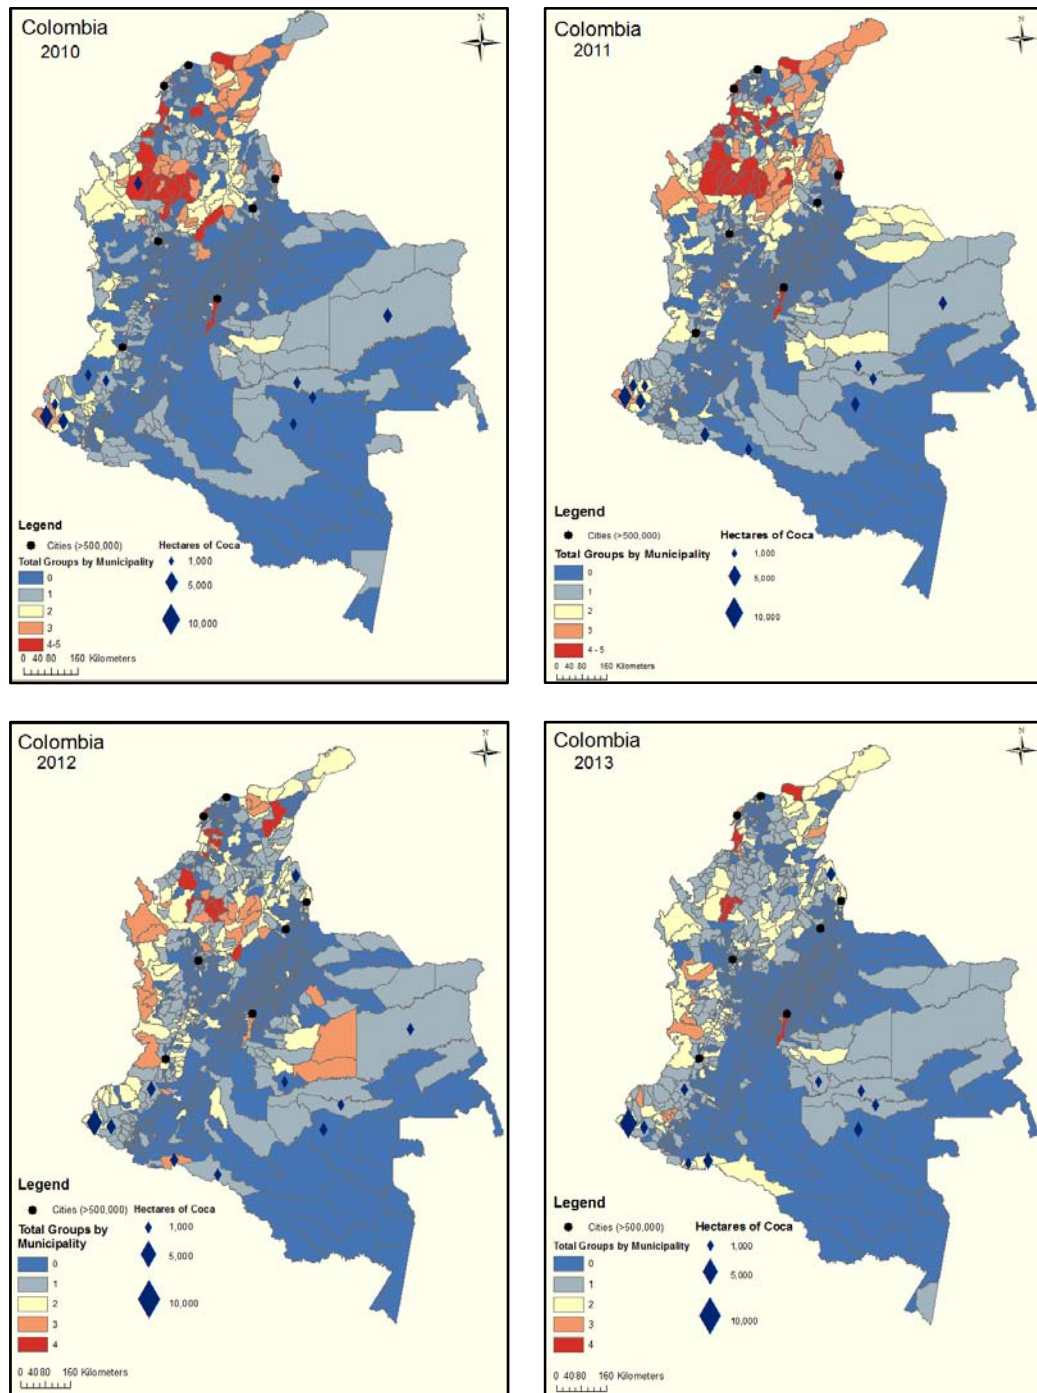 Colombia
2010
N
Legend
Cities (>500,000)
Hectares of Coca
Total Groups by Municipality
1,000
0
5,000
1
2
10,000
3
4-5
0 40 80 160 Kilometers
Colombia
2011
N
Legend
Cities (>500,000)
Hectares of Coca
Total Groups by Municipality
1,000
0
5,000
1
2
10,000
3
4 - 5
0 40 80 160 Kilometers
Colombia
2012
N
Legend
Cities (>500,000)
Hectares of Coca
Total Groups by
Municipality
1,000
5,000
0
1
10,000
2
3
4
0 40 80 160 Kilometers
Colombia
2013
N
Legend
Cities (>500,000)
Hectares of Coca
Total Groups by Municipality
1,000
0
5,000
1
2
10,000
3
4
0 40 80 160 Kilometers